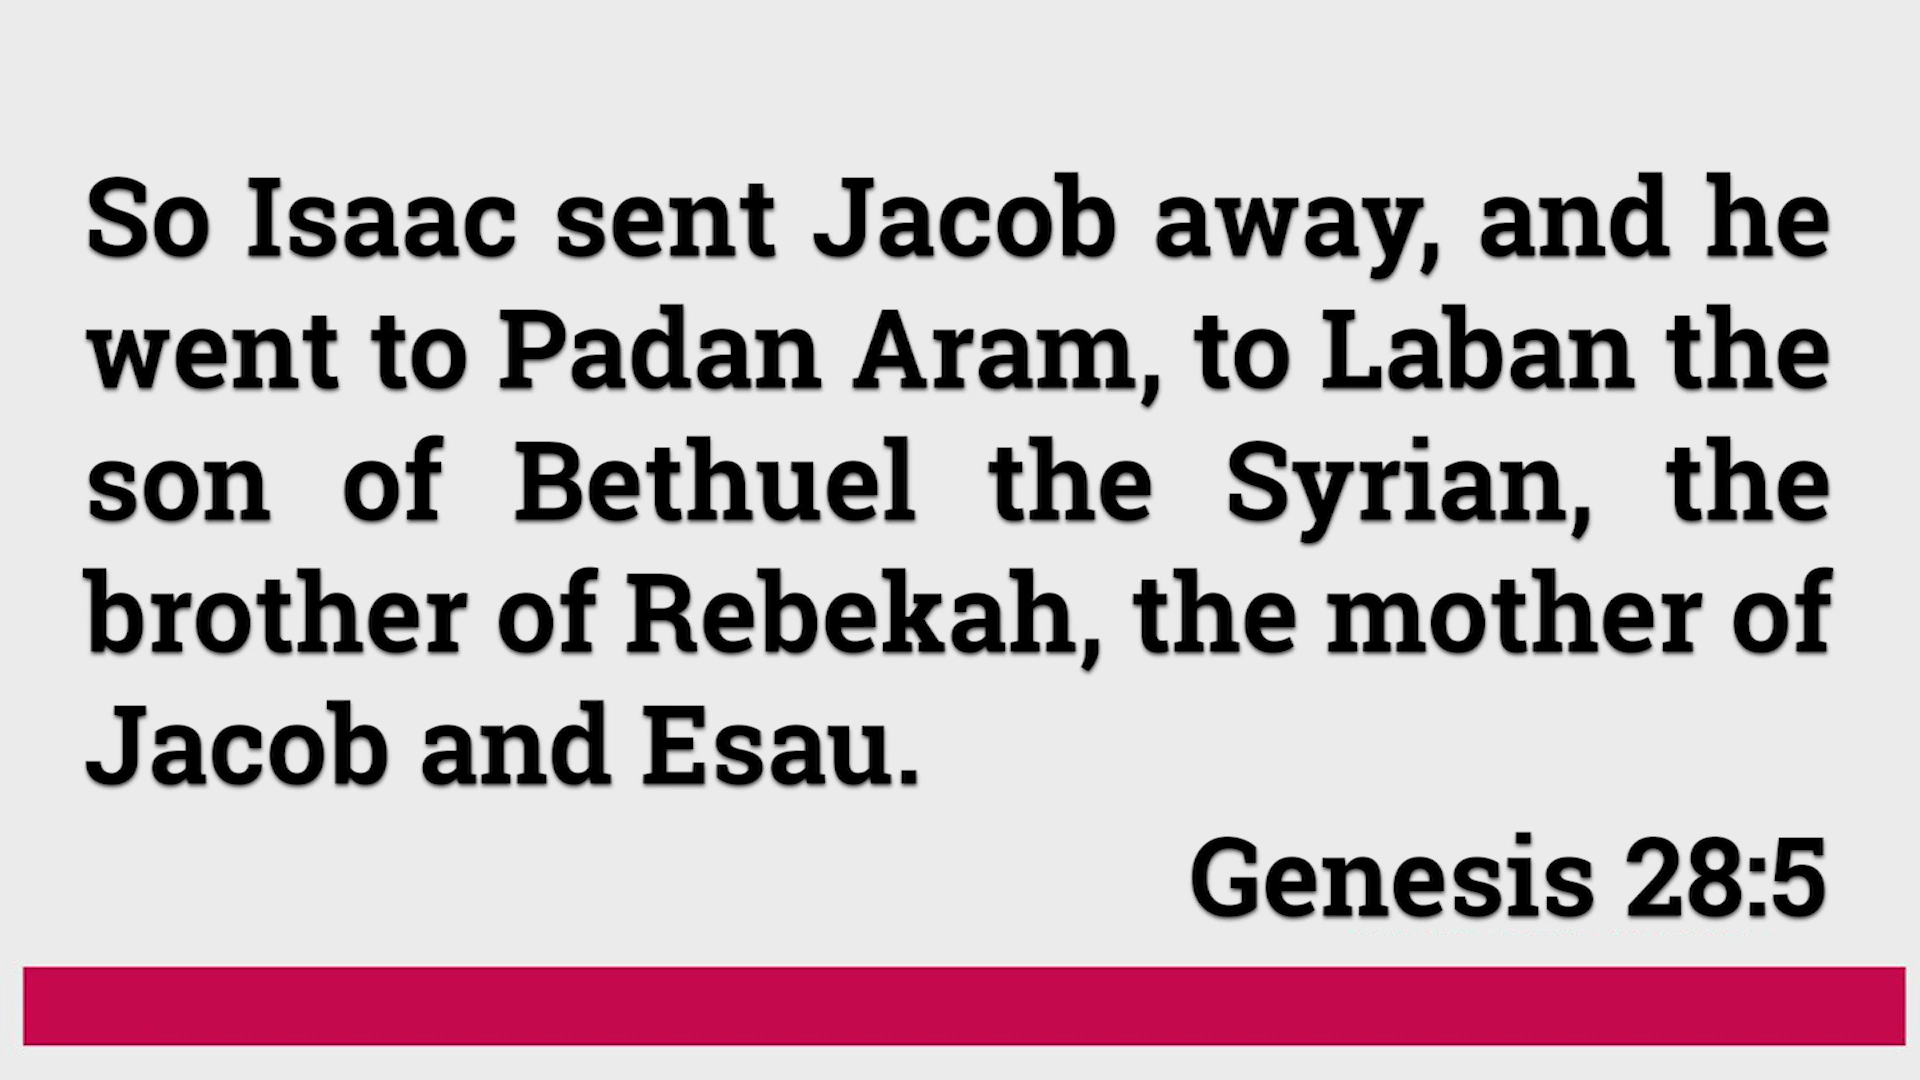 So Isaac sent Jacob away, and he
went to Padan Aram, to Laban the
son of Bethuel the Syrian, the
brother of Rebekah, the mother of
Jacob and Esau.
Genesis 28:5